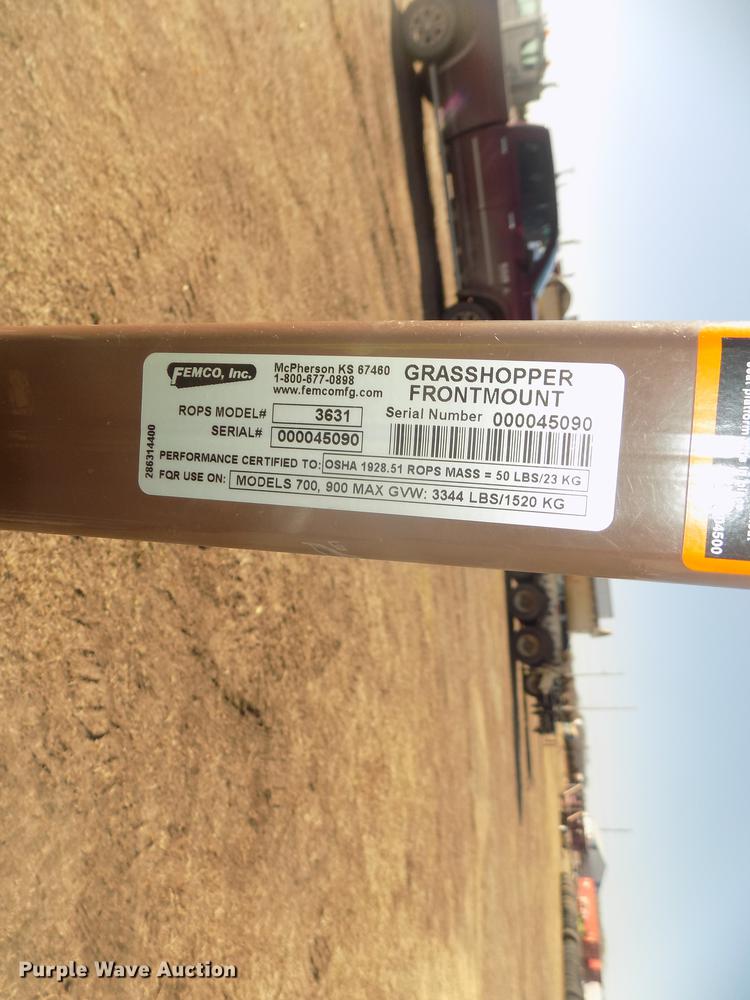 FEMCO, Inc.
McPherson KS 67460
1-800-677-0898
www.femcomfg.com
GRASSHOPPER
FRONTMOUNT
ROPS MODEL# 3631
SERIAL# 000045090
Serial Number 000045090
PERFORMANCE CERTIFIED TO: OSHA 1928.51 ROPS MASS = 50 LBS/23 KG
FOR USE ON: MODELS 700, 900 MAX GVW: 3344 LBS/1520 KG
286314400
Purple Wave Auction